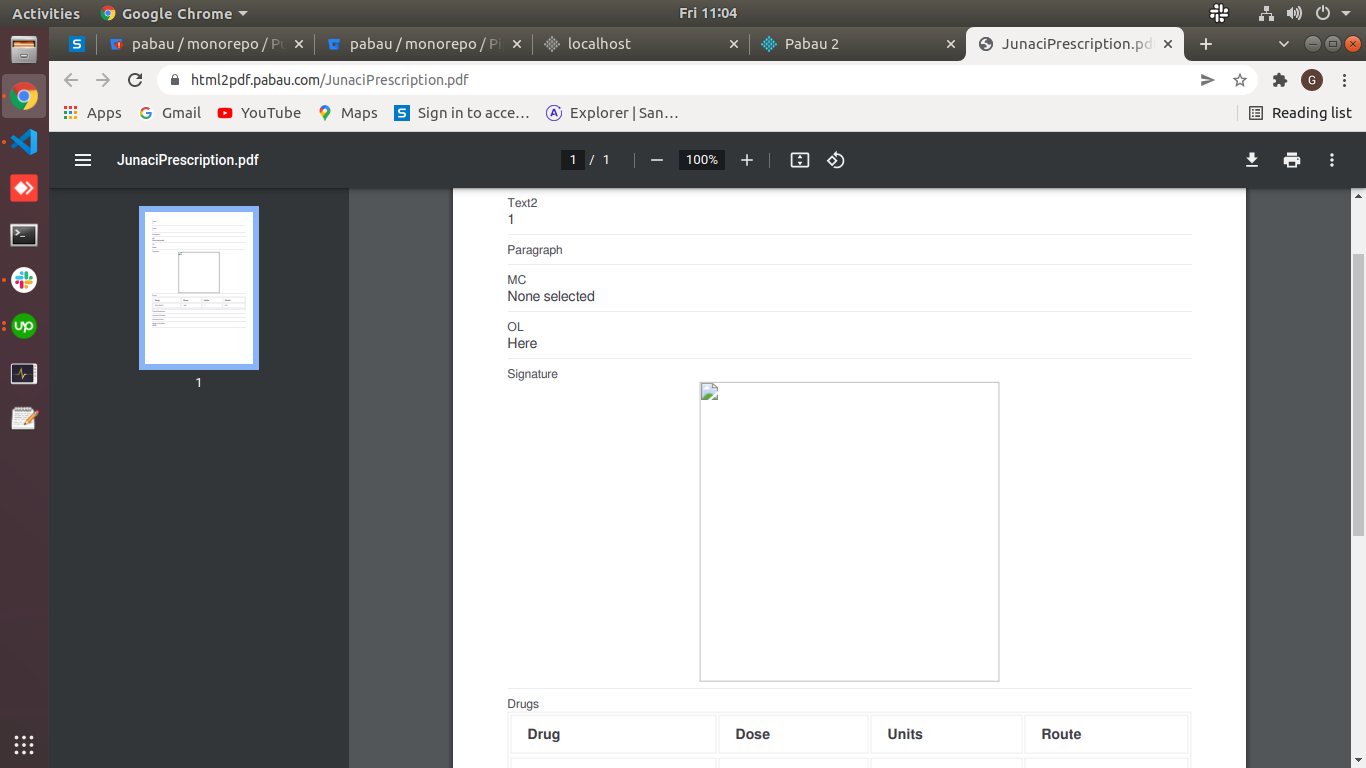 Activities
Google Chrome
Fri 11:04
pabau / monorepo / Pu
pabau / monorepo / Pi
localhost
Pabau 2
JunaciPrescription.pdf
html2pdf.pabau.com/JunaciPrescription.pdf
G
Apps
Gmail
YouTube
Maps
S
Sign in to acce…
Explorer | San…
Reading list
JunaciPrescription.pdf
1 / 1
100%
1
Text2
1
Paragraph
MC
None selected
OL
Here
Signature
Drugs
Drug Dose Units Route